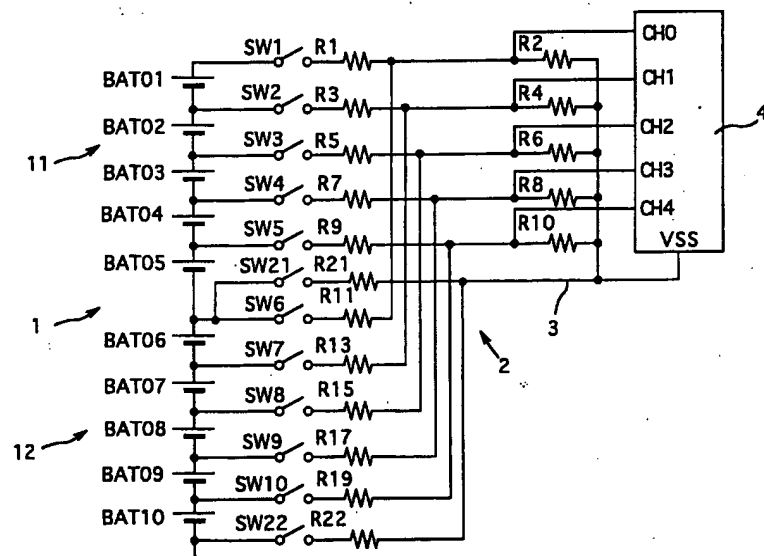 SW1 R1 R2 CH0
BAT01 SW2 R3 R4 CH1
BAT02 SW3 R5 R6 CH2 4
11 BAT03 SW4 R7 R8 CH3
BAT04 SW5 R9 R10 CH4
BAT05 SW21 R21 VSS
1 SW6 R11 2 3
BAT06 SW7 R13
BAT07 SW8 R15
12 BAT08 SW9 R17
BAT09 SW10 R19
BAT10 SW22 R22